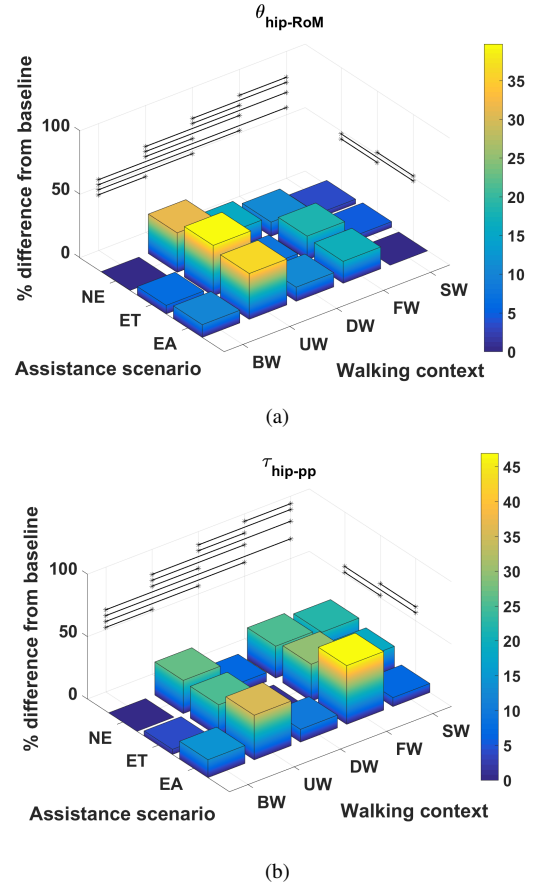 θhip-RoM
% difference from baseline
100
50
0
NE
ET
EA
BW
UW
DW
FW
SW
Assistance scenario
Walking context
35
30
25
20
15
10
5
0
(a)
τhip-pp
% difference from baseline
100
50
0
NE
ET
EA
BW
UW
DW
FW
SW
Assistance scenario
Walking context
45
40
35
30
25
20
15
10
5
0
(b)